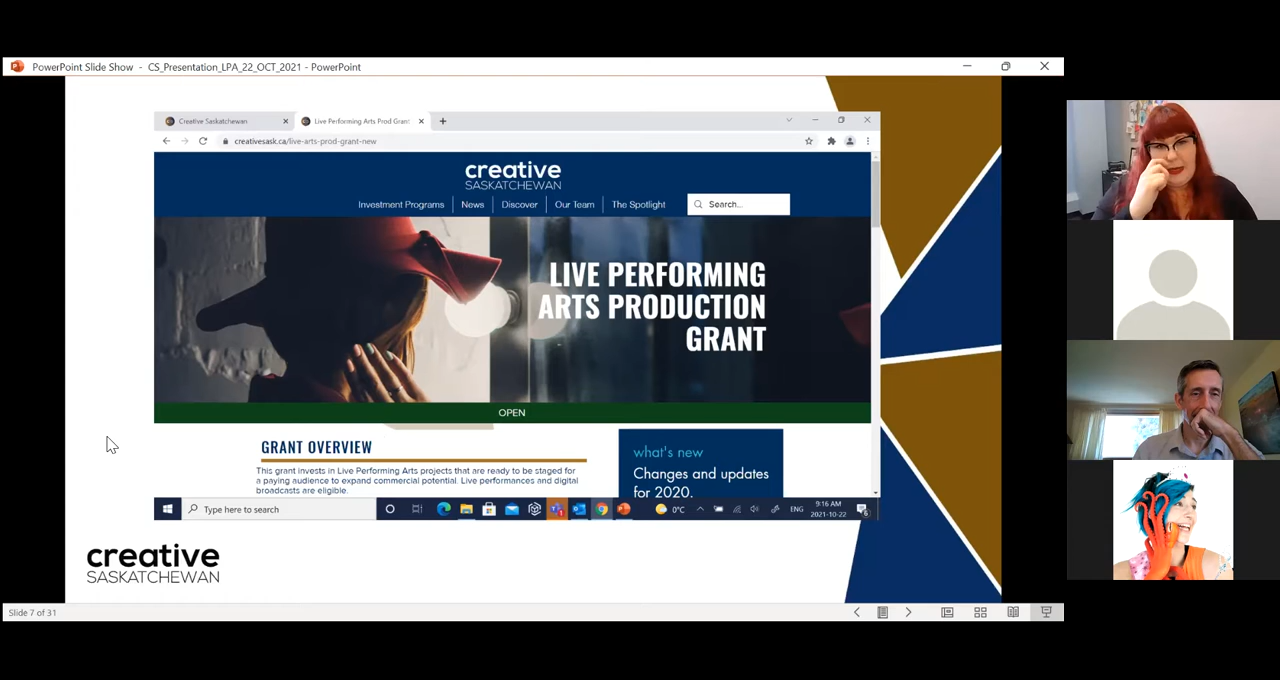 PowerPoint Slide Show - CS_Presentation_LPA_22_OCT_2021 - PowerPoint
Creative Saskatchewan
Live Performing Arts Prod Grant
creativesask.ca/live-arts-prod-grant-new
creative
SASKATCHEWAN
Investment Programs
News
Discover
Our Team
The Spotlight
Search...
LIVE PERFORMING
ARTS PRODUCTION
GRANT
OPEN
GRANT OVERVIEW
This grant invests in Live Performing Arts projects that are ready to be staged for
a paying audience to expand commercial potential. Live performances and digital
broadcasts are eligible.
what's new
Changes and updates
for 2020.
Type here to search
0°C
ENG
9:16 AM
2021-10-22
creative
SASKATCHEWAN
Slide 7 of 31